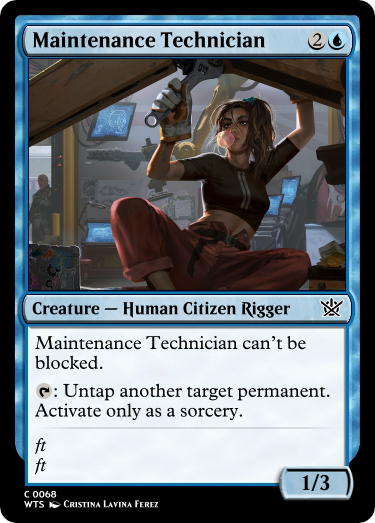 Maintenance Technician 2
Creature — Human Citizen Rigger
Maintenance Technician can't be
blocked.
: Untap another target permanent.
Activate only as a sorcery.
ft
ft
1/3
C 0068
WTS Cristina Lavina Ferez